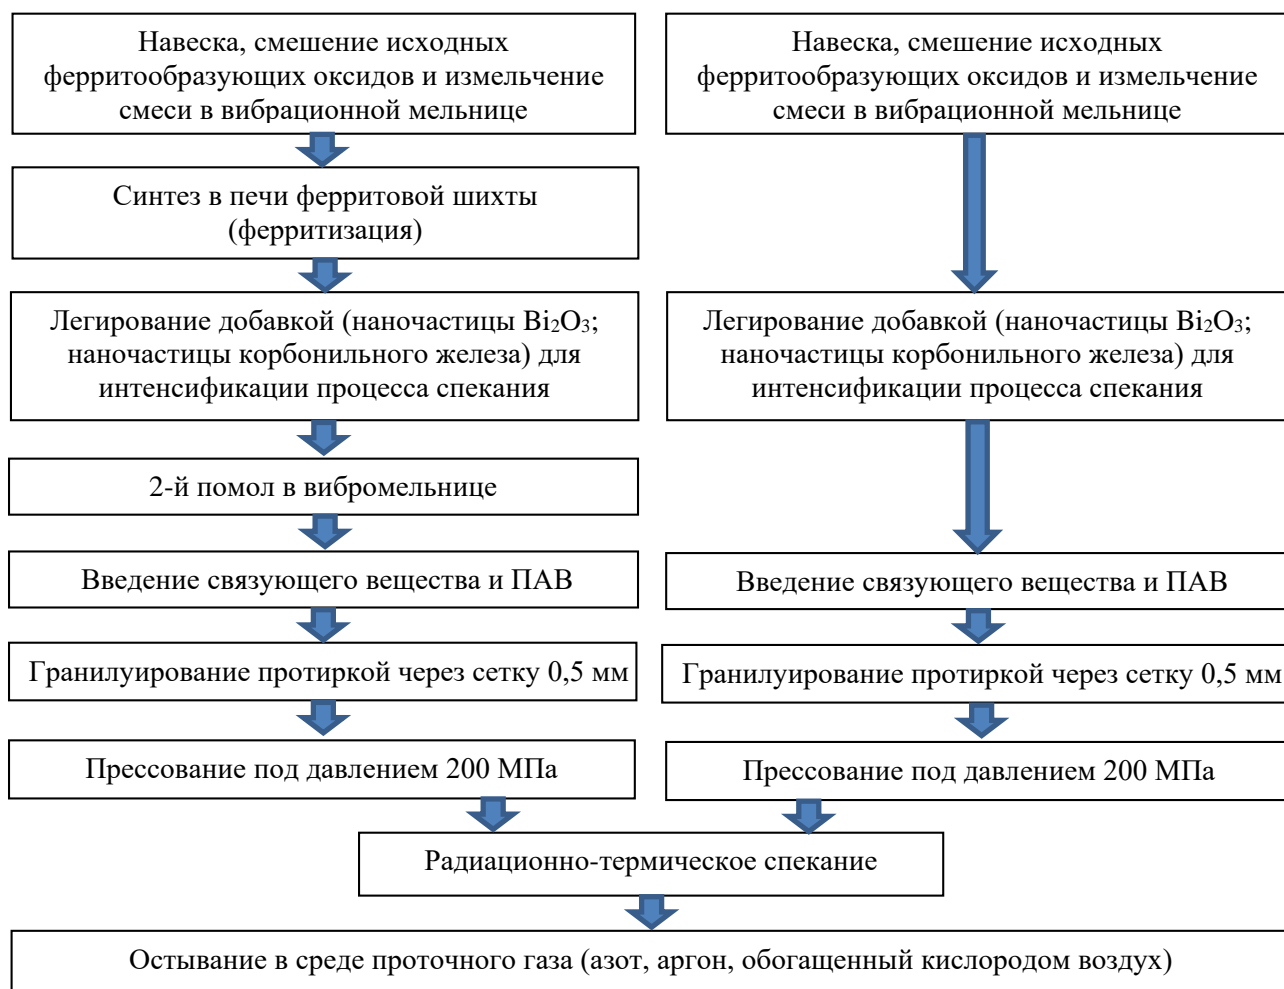 Навеска, смешение исходных
ферритообразующих оксидов и измельчение
смеси в вибрационной мельнице
Синтез в печи ферритовой шихты
(ферритизация)
Легирование добавкой (наночастицы Bi₂O₃;
наночастицы корбонильного железа) для
интенсификации процесса спекания
2-й помол в вибромельнице
Введение связующего вещества и ПАВ
Гранилуирование протиркой через сетку 0,5 мм
Прессование под давлением 200 МПа
Навеска, смешение исходных
ферритообразующих оксидов и измельчение
смеси в вибрационной мельнице
Легирование добавкой (наночастицы Bi₂O₃;
наночастицы корбонильного железа) для
интенсификации процесса спекания
Введение связующего вещества и ПАВ
Гранилуирование протиркой через сетку 0,5 мм
Прессование под давлением 200 МПа
Радиационно-термическое спекание
Остывание в среде проточного газа (азот, аргон, обогащенный кислородом воздух)